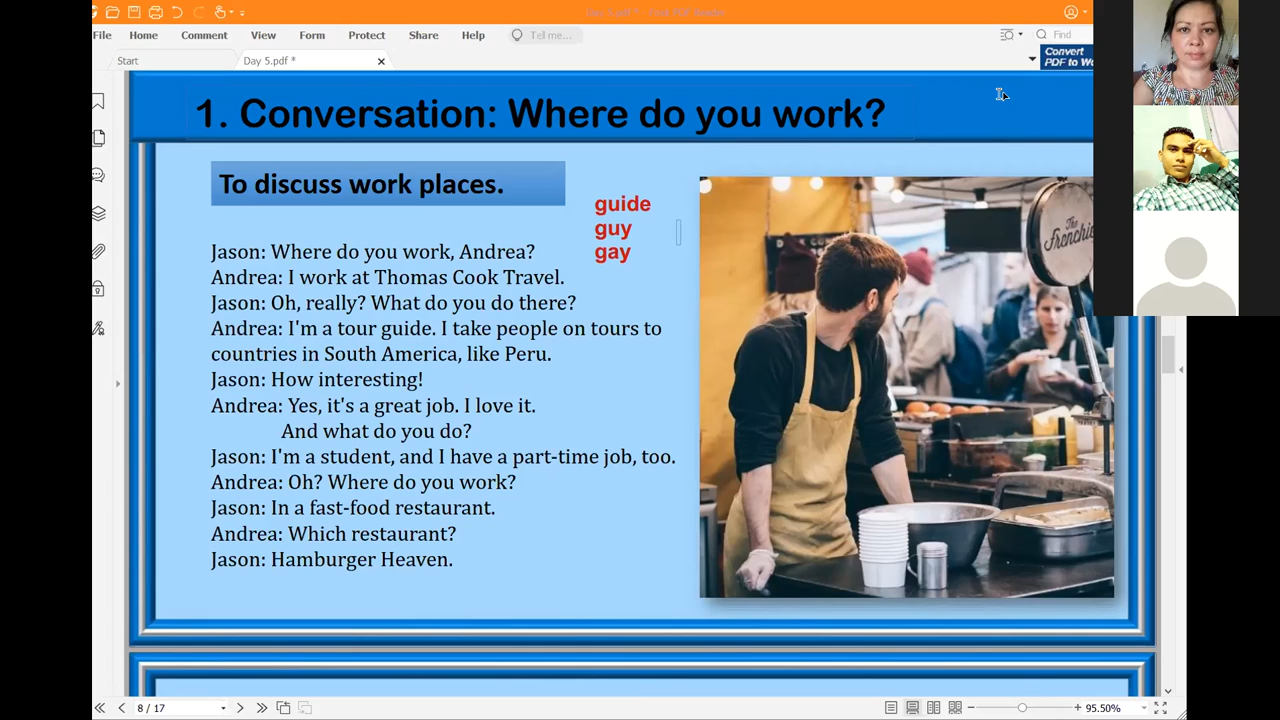 File Home Comment View Form Protect Share Help Tell me... Find
Start Day 5.pdf *
Convert
PDF to Wo
1. Conversation: Where do you work?
To discuss work places.
guide
guy
gay
Jason: Where do you work, Andrea?
Andrea: I work at Thomas Cook Travel.
Jason: Oh, really? What do you do there?
Andrea: I'm a tour guide. I take people on tours to
countries in South America, like Peru.
Jason: How interesting!
Andrea: Yes, it's a great job. I love it.
And what do you do?
Jason: I'm a student, and I have a part-time job, too.
Andrea: Oh? Where do you work?
Jason: In a fast-food restaurant.
Andrea: Which restaurant?
Jason: Hamburger Heaven.
The
Frenchie
8 / 17
95.50%